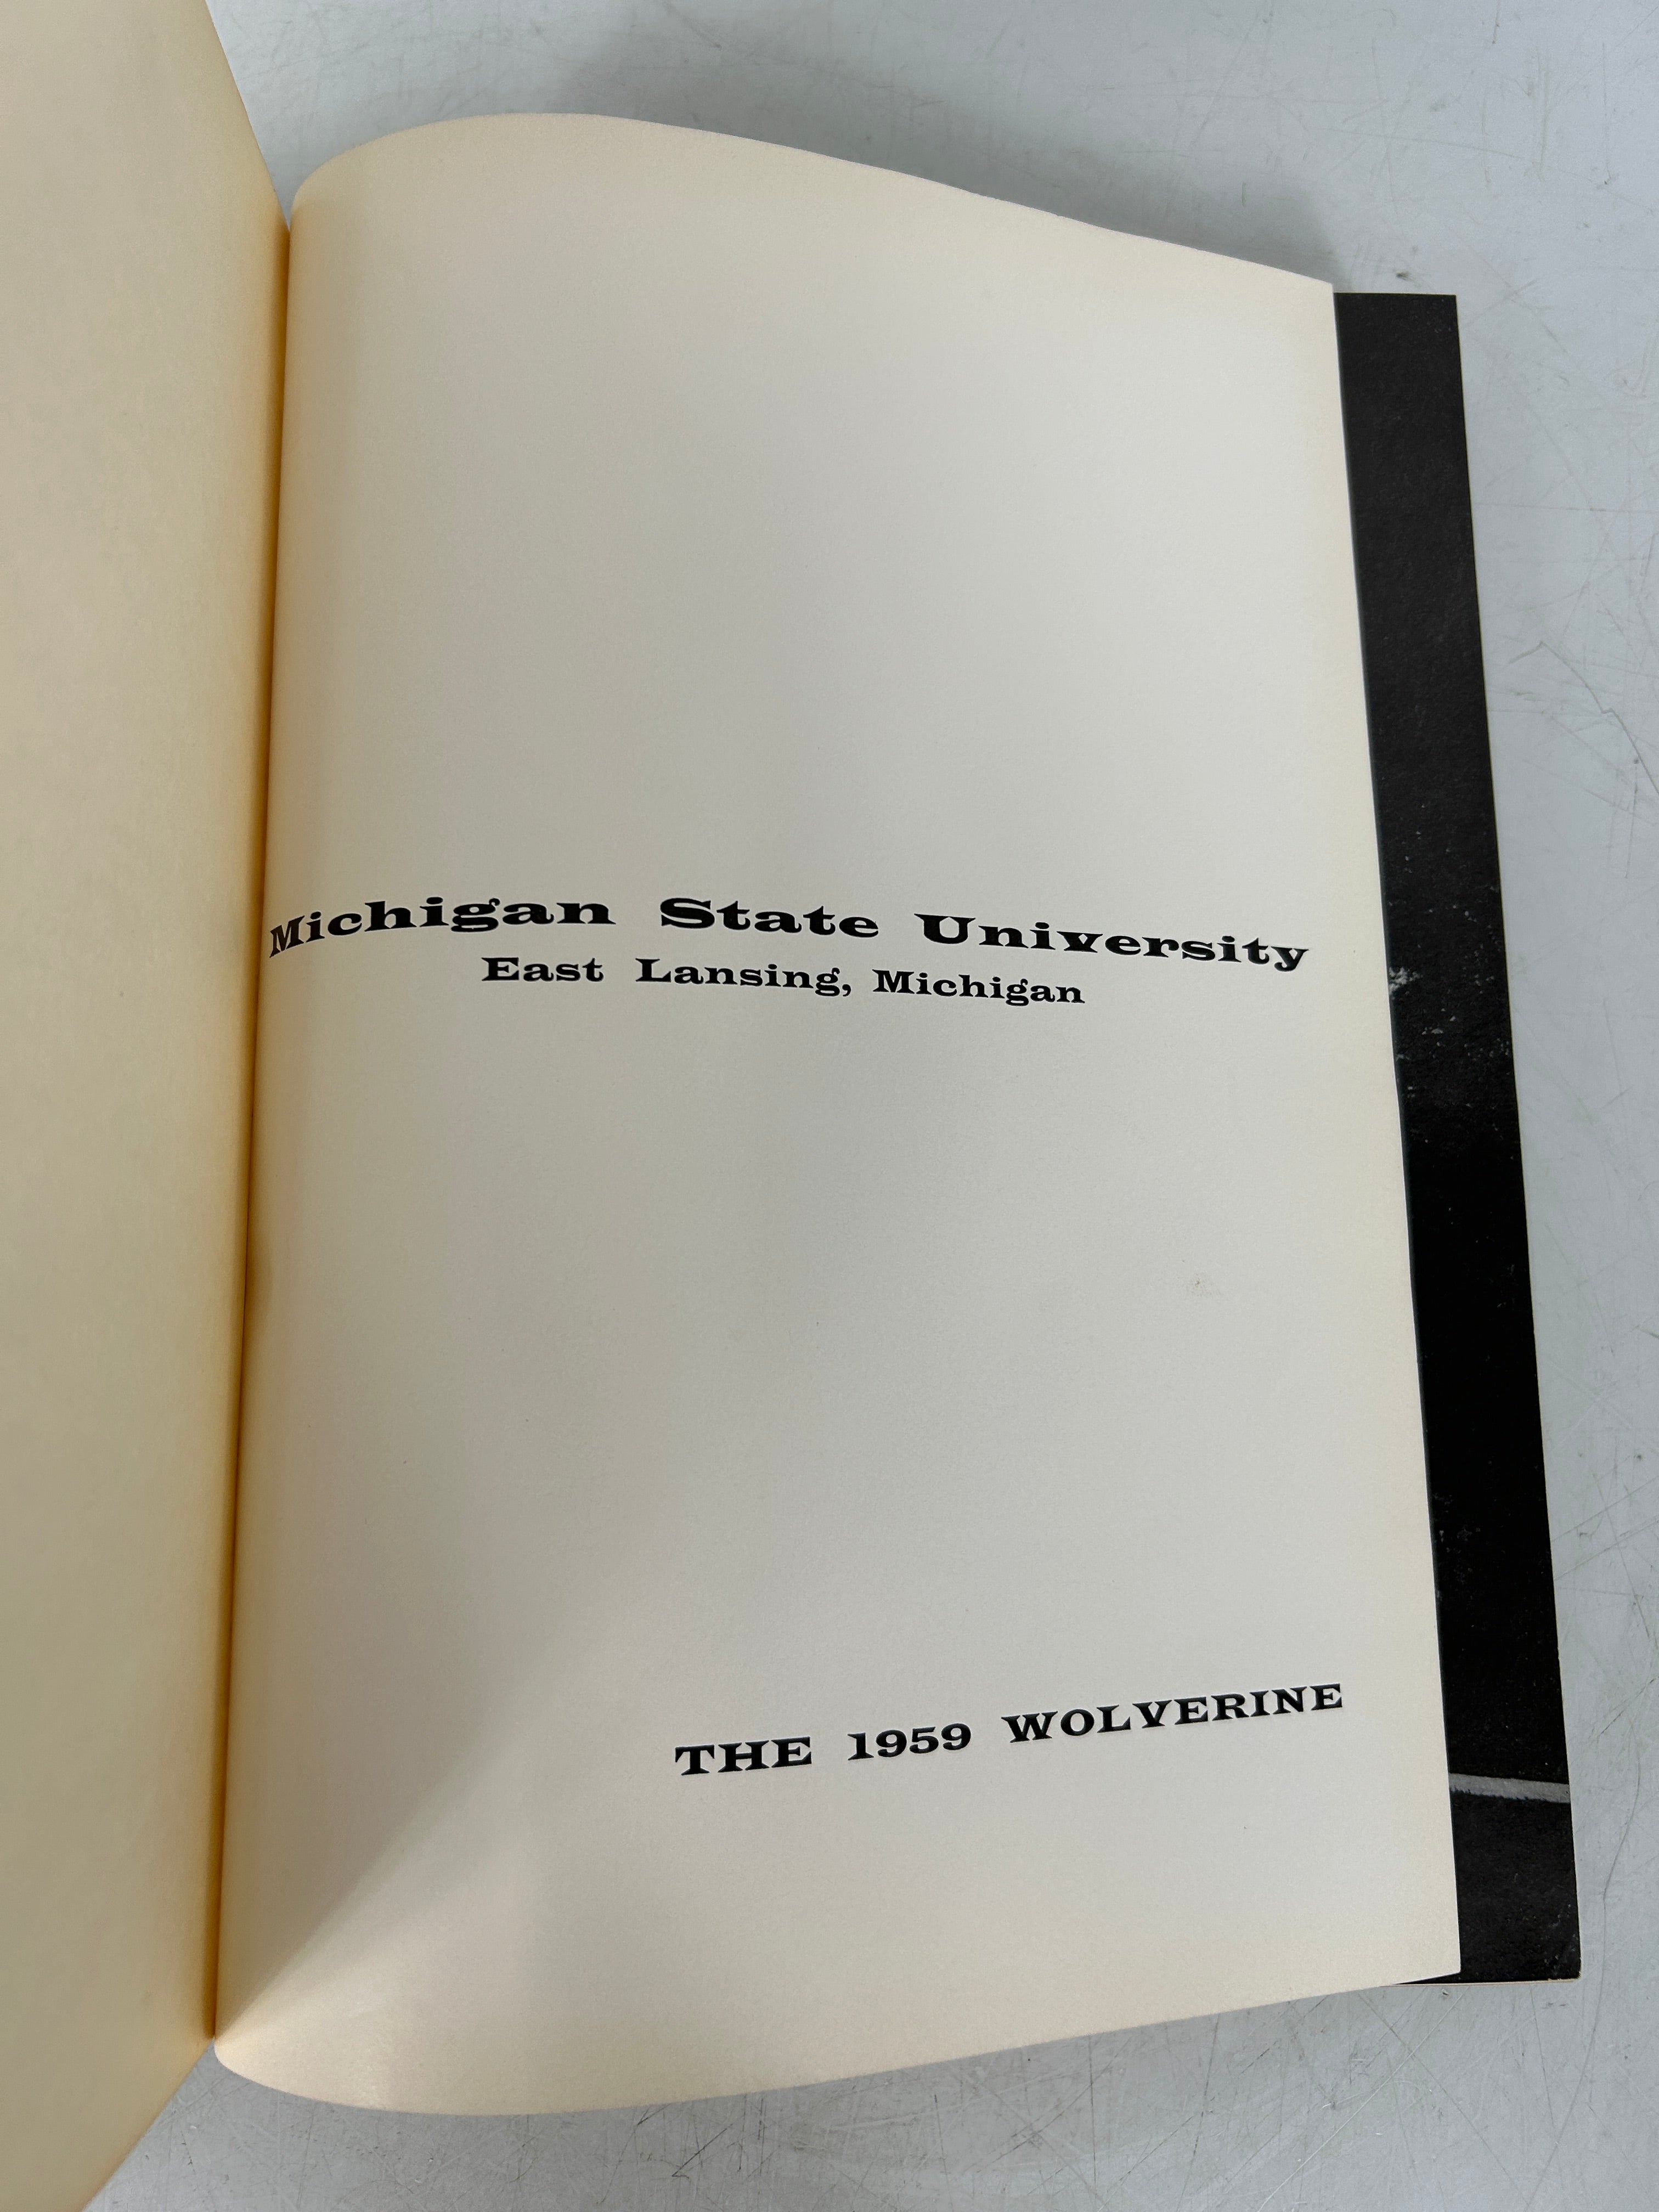 Michigan State University
East Lansing, Michigan
THE 1959 WOLVERINE